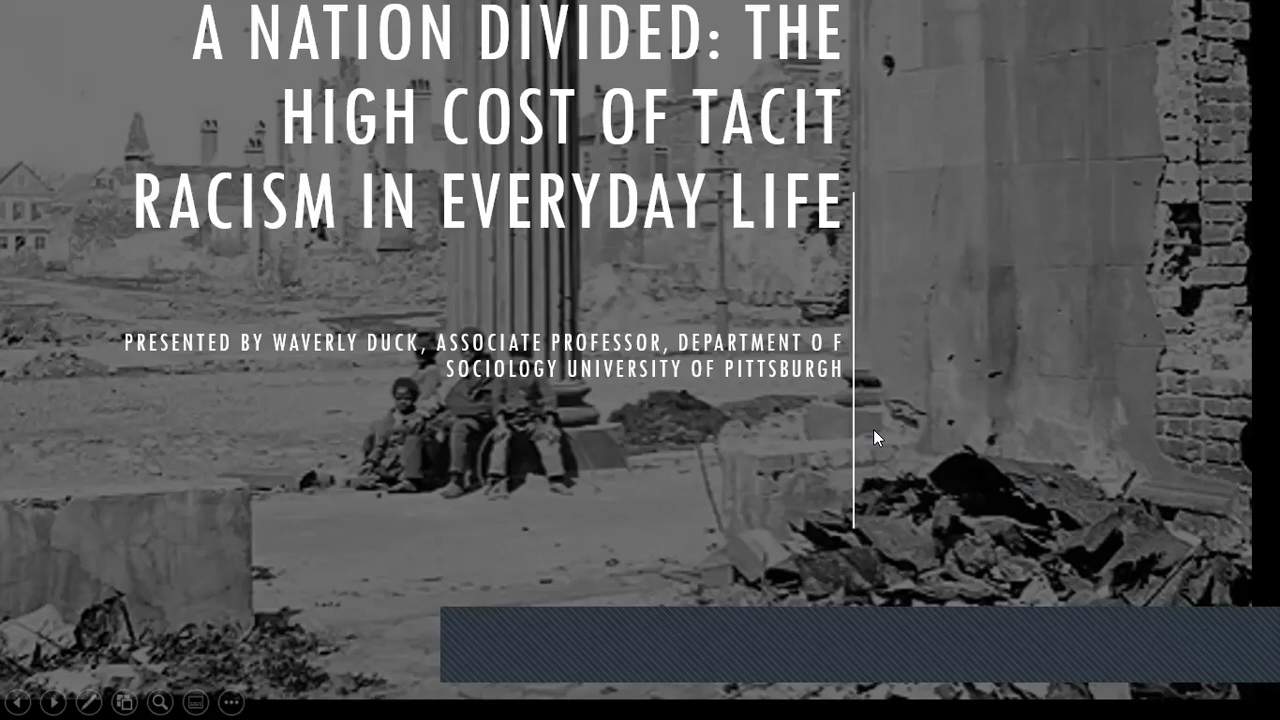 A NATION DIVIDED: THE
HIGH COST OF TACIT
RACISM IN EVERYDAY LIFE
PRESENTED BY WAVERLY DUCK, ASSOCIATE PROFESSOR, DEPARTMENT O F
SOCIOLOGY UNIVERSITY OF PITTSBURGH